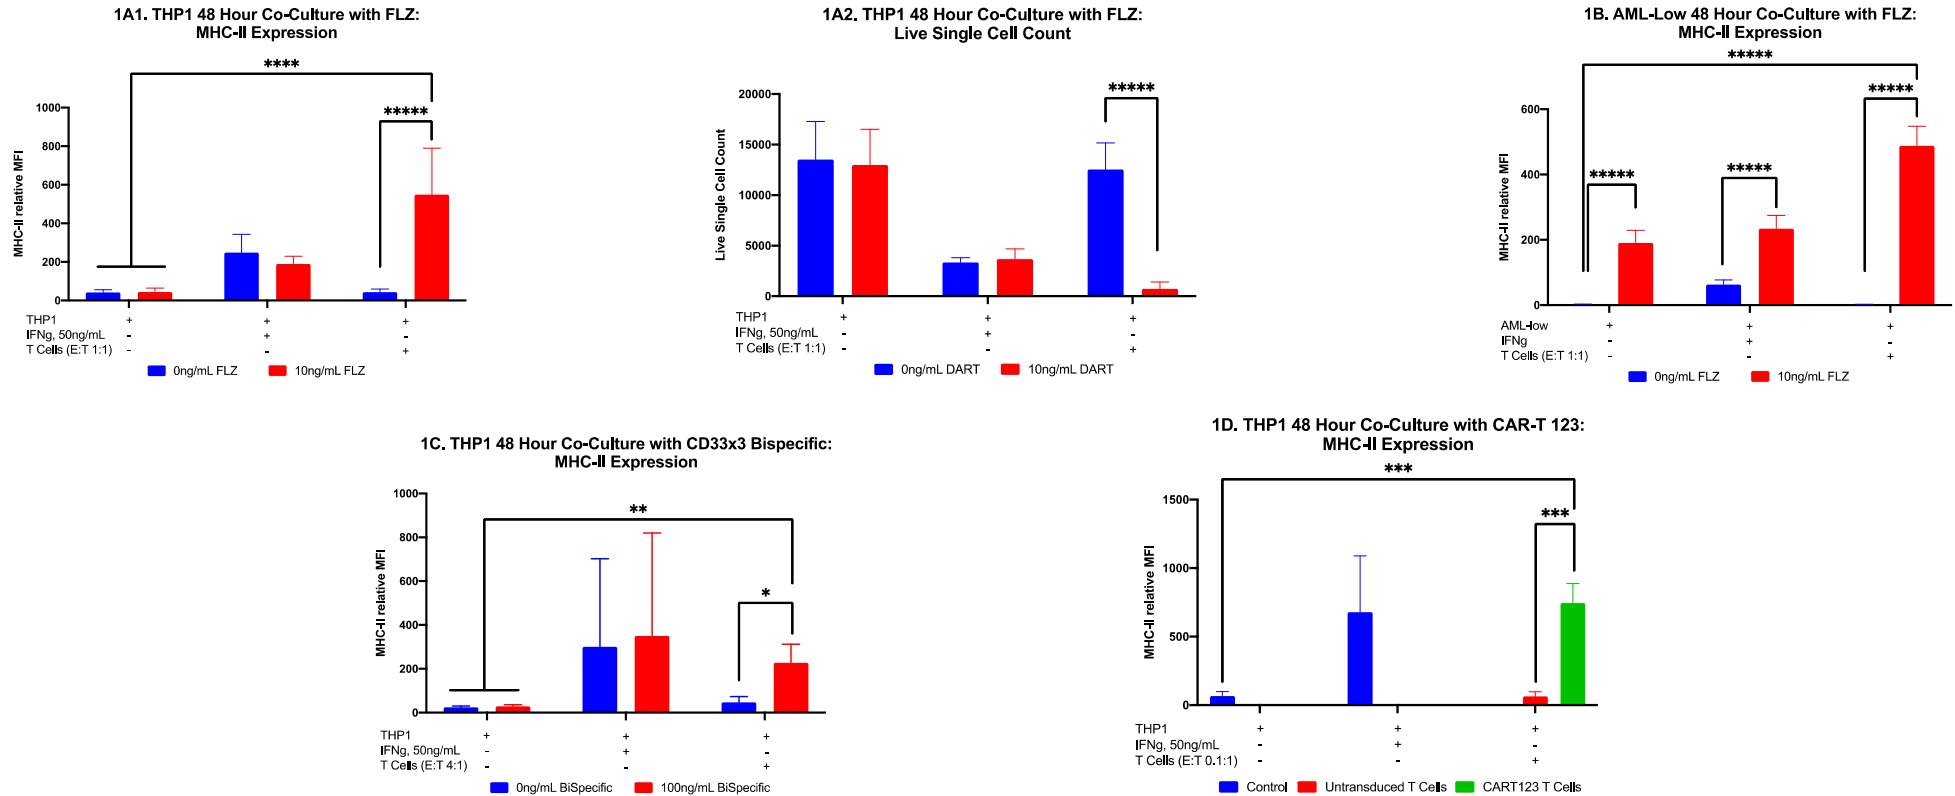 1A1. THP1 48 Hour Co-Culture with FLZ:
MHC-II Expression
****
*****
MHC-II relative MFI
1000
800
600
400
200
0
THP1 + + +
IFNg, 50ng/mL - + -
T Cells (E:T 1:1) - - +
0ng/mL FLZ 10ng/mL FLZ
1A2. THP1 48 Hour Co-Culture with FLZ:
Live Single Cell Count
*****
Live Single Cell Count
20000
15000
10000
5000
0
THP1 + + +
IFNg, 50ng/mL - + -
T Cells (E:T 1:1) - - +
0ng/mL DART 10ng/mL DART
1B. AML-Low 48 Hour Co-Culture with FLZ:
MHC-II Expression
*****
*****
*****
*****
MHC-II relative MFI
600
400
200
0
AML-low + + +
IFNg - + -
T Cells (E:T 1:1) - - +
0ng/mL FLZ 10ng/mL FLZ
1C. THP1 48 Hour Co-Culture with CD33x3 Bispecific:
MHC-II Expression
**
*
MHC-II relative MFI
1000
800
600
400
200
0
THP1 + + +
IFNg, 50ng/mL - + -
T Cells (E:T 4:1) - - +
0ng/mL BiSpecific 100ng/mL BiSpecific
1D. THP1 48 Hour Co-Culture with CAR-T 123:
MHC-II Expression
***
***
MHC-II relative MFI
1500
1000
500
0
THP1 + + +
IFNg, 50ng/mL - + -
T Cells (E:T 0.1:1) - - +
Control Untransduced T Cells CART123 T Cells